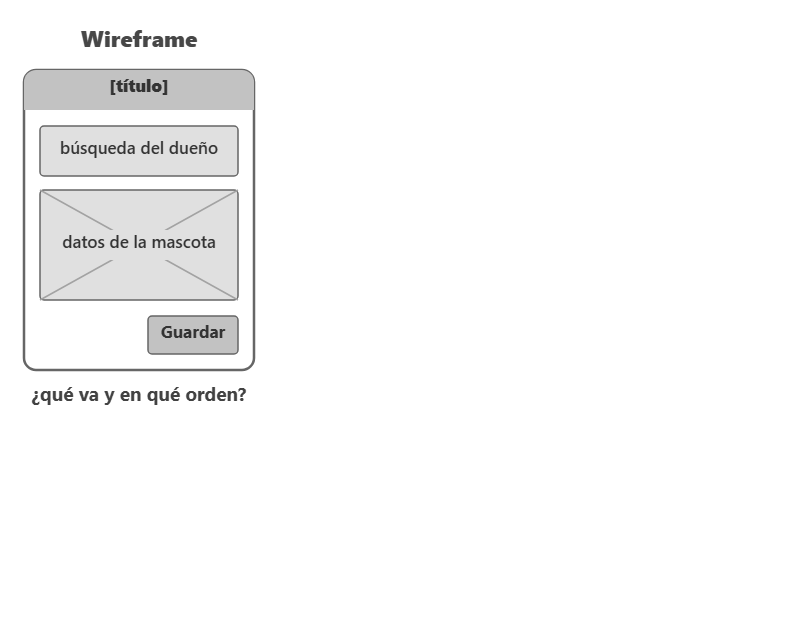 Wireframe
[título]
búsqueda del dueño
datos de la mascota
Guardar
¿qué va y en qué orden?